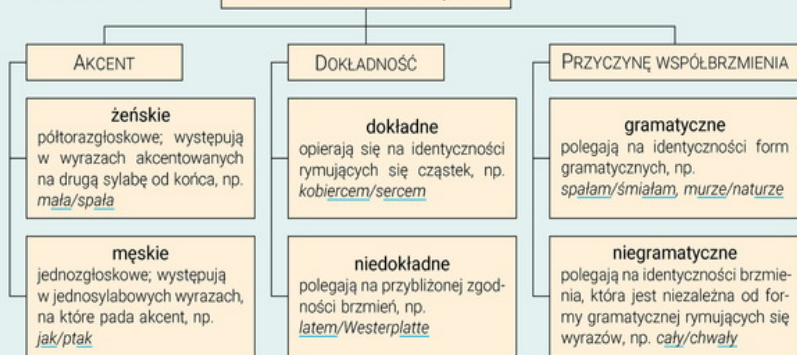 AKCENT
żeńskie
półtorazgłoskowe; występują
w wyrazach akcentowanych
na drugą sylabę od końca, np.
mała/spała
męskie
jednozgłoskowe; występują
w jednosylabowych wyrazach,
na które pada akcent, np.
jak/ptak
DOKŁADNOŚĆ
dokładne
opierają się na identyczności
rymujących się cząstek, np.
kobiercem/sercem
niedokładne
polegają na przybliżonej zgod-
ności brzmień, np.
latem/Westerplatte
PRZYCZYNĘ WSPÓŁBRZMIENIA
gramatyczne
polegają na identyczności form
gramatycznych, np.
spałam/śmiałam, murze/naturze
niegramatyczne
polegają na identyczności brzmie-
nia, która jest niezależna od for-
my gramatycznej rymujących się
wyrazów, np. cały/chwały